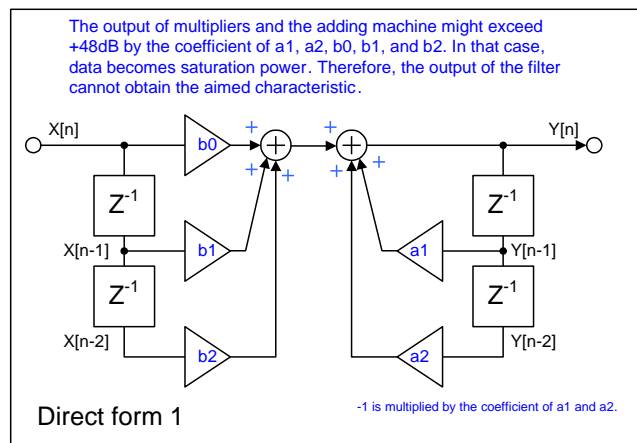 The output of multipliers and the adding machine might exceed
+48dB by the coefficient of a1, a2, b0, b1, and b2. In that case,
data becomes saturation power. Therefore, the output of the filter
cannot obtain the aimed characteristic.
X[n]
Y[n]
b0
+
+
+
+
+
+
+
+
Z-1
Z-1
X[n-1]
b1
a1
Y[n-1]
Z-1
Z-1
X[n-2]
b2
a2
Y[n-2]
Direct form 1
-1 is multiplied by the coefficient of a1 and a2.